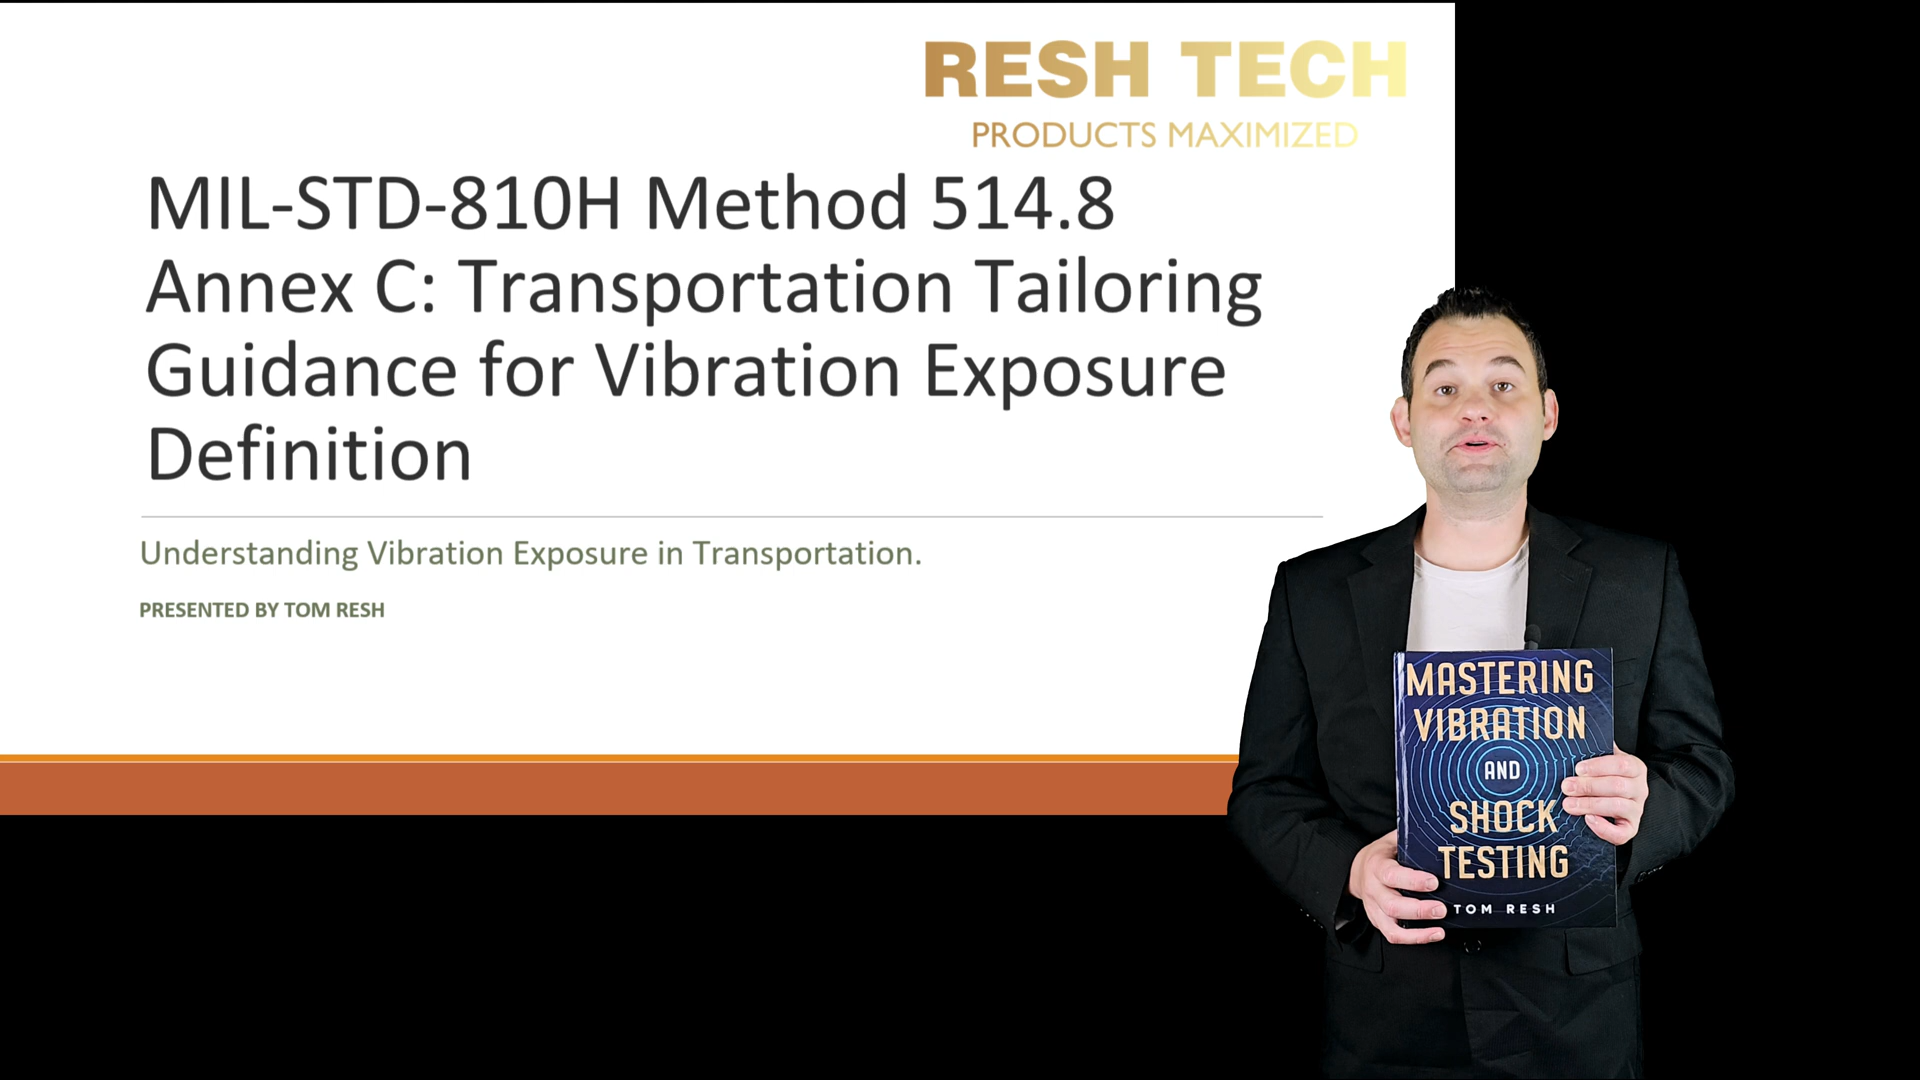 RESH TECH
PRODUCTS MAXIMIZED
MIL-STD-810H Method 514.8
Annex C: Transportation Tailoring
Guidance for Vibration Exposure
Definition
Understanding Vibration Exposure in Transportation.
PRESENTED BY TOM RESH
MASTERING
VIBRATION
AND
SHOCK
TESTING
TOM RESH